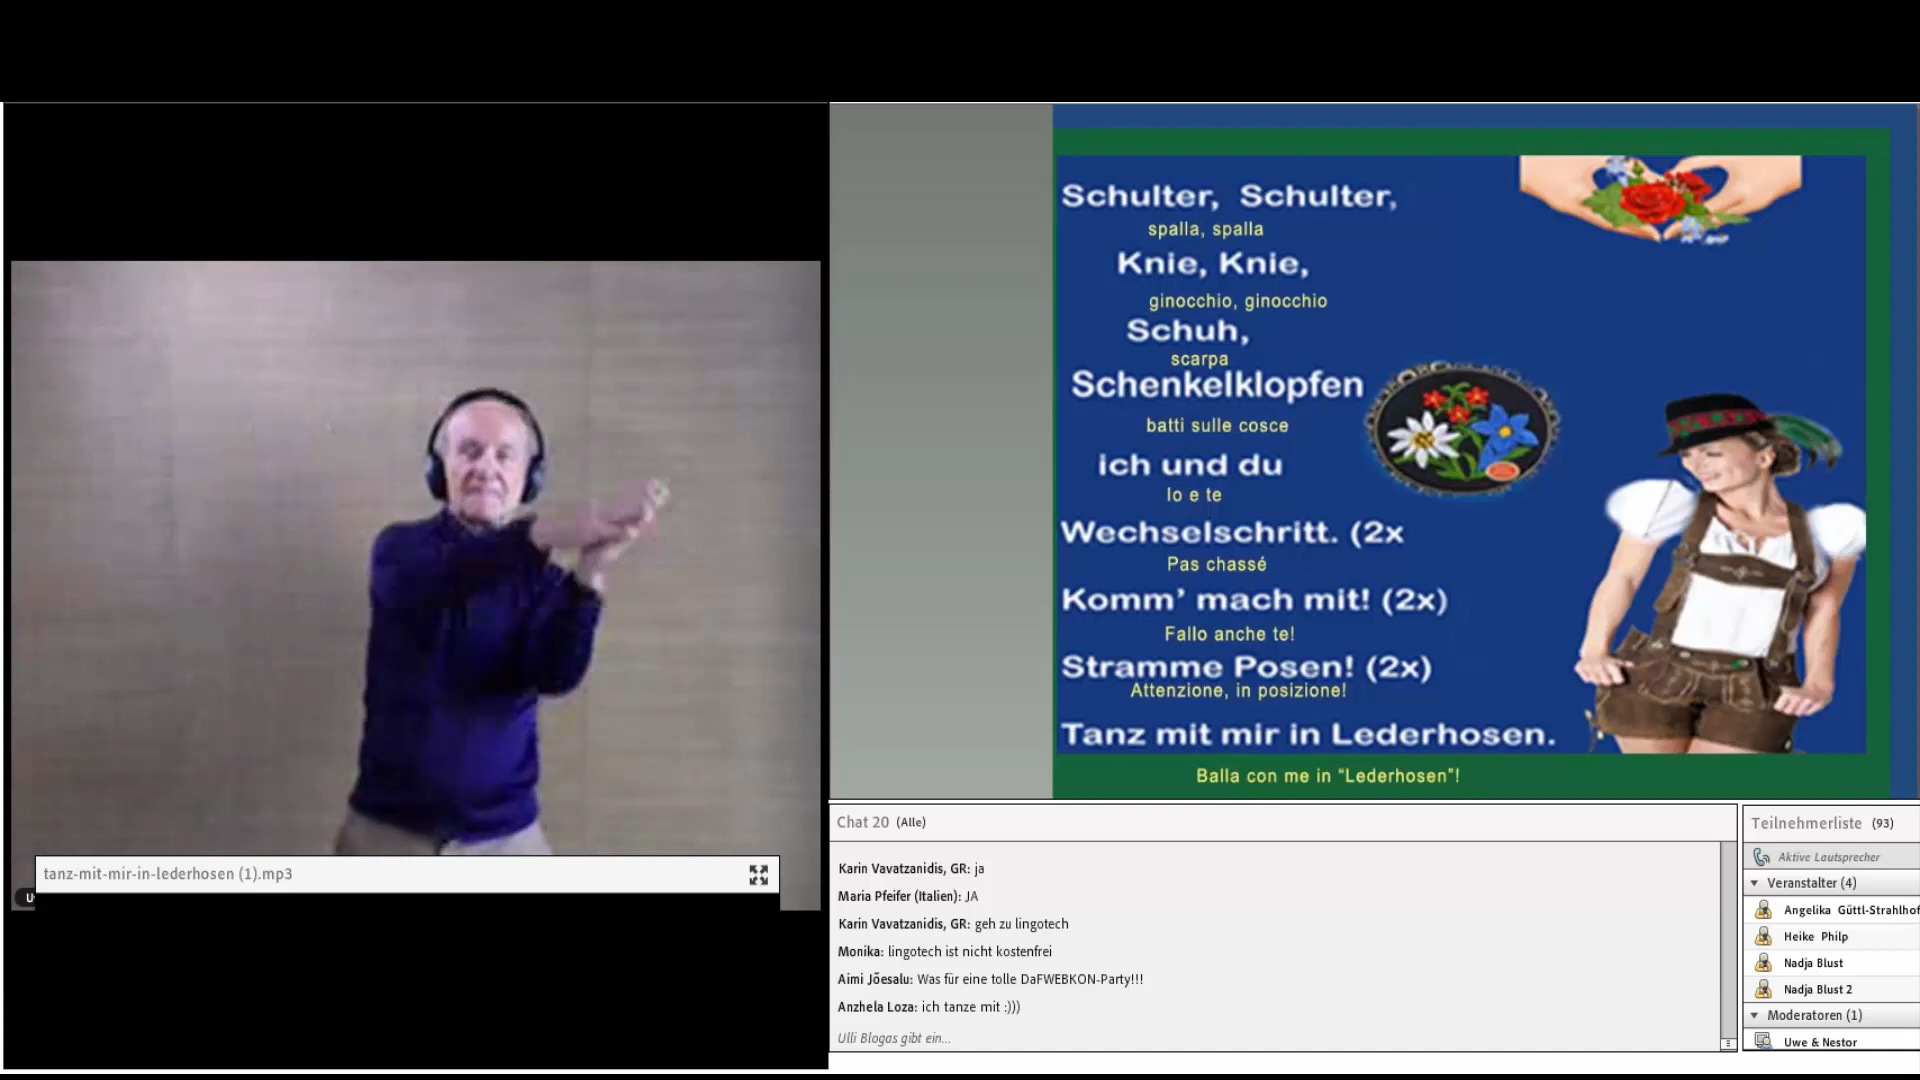 Schulter, Schulter,
spalla, spalla
Knie, Knie,
ginocchio, ginocchio
Schuh,
scarpa
Schenkelklopfen
batti sulle cosce
ich und du
Io e te
Wechselschritt. (2x
Pas chassé
Komm' mach mit! (2x)
Fallo anche te!
Stramme Posen! (2x)
Attenzione, in posizione!
Tanz mit mir in Lederhosen.
Balla con me in "Lederhosen"!
tanz-mit-mir-in-lederhosen (1).mp3
Chat 20 (Alle)
Karin Vavatzanidis, GR: ja
Maria Pfeifer (Italien): JA
Karin Vavatzanidis, GR: geh zu lingotech
Monika: lingotech ist nicht kostenfrei
Aimi Jõesalu: Was für eine tolle DaFWEBKON-Party!!!
Anzhela Loza: ich tanze mit :)))
Ulli Blogas gibt ein...
Teilnehmerliste (93)
Aktive Lautsprecher
Veranstalter (4)
Angelika Güttl-Strahlhof
Heike Philp
Nadja Blust
Nadja Blust 2
Moderatoren (1)
Uwe & Nestor